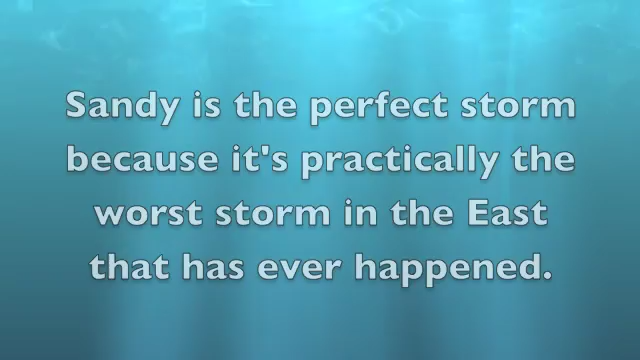 Sandy is the perfect storm
because it's practically the
worst storm in the East
that has ever happened.